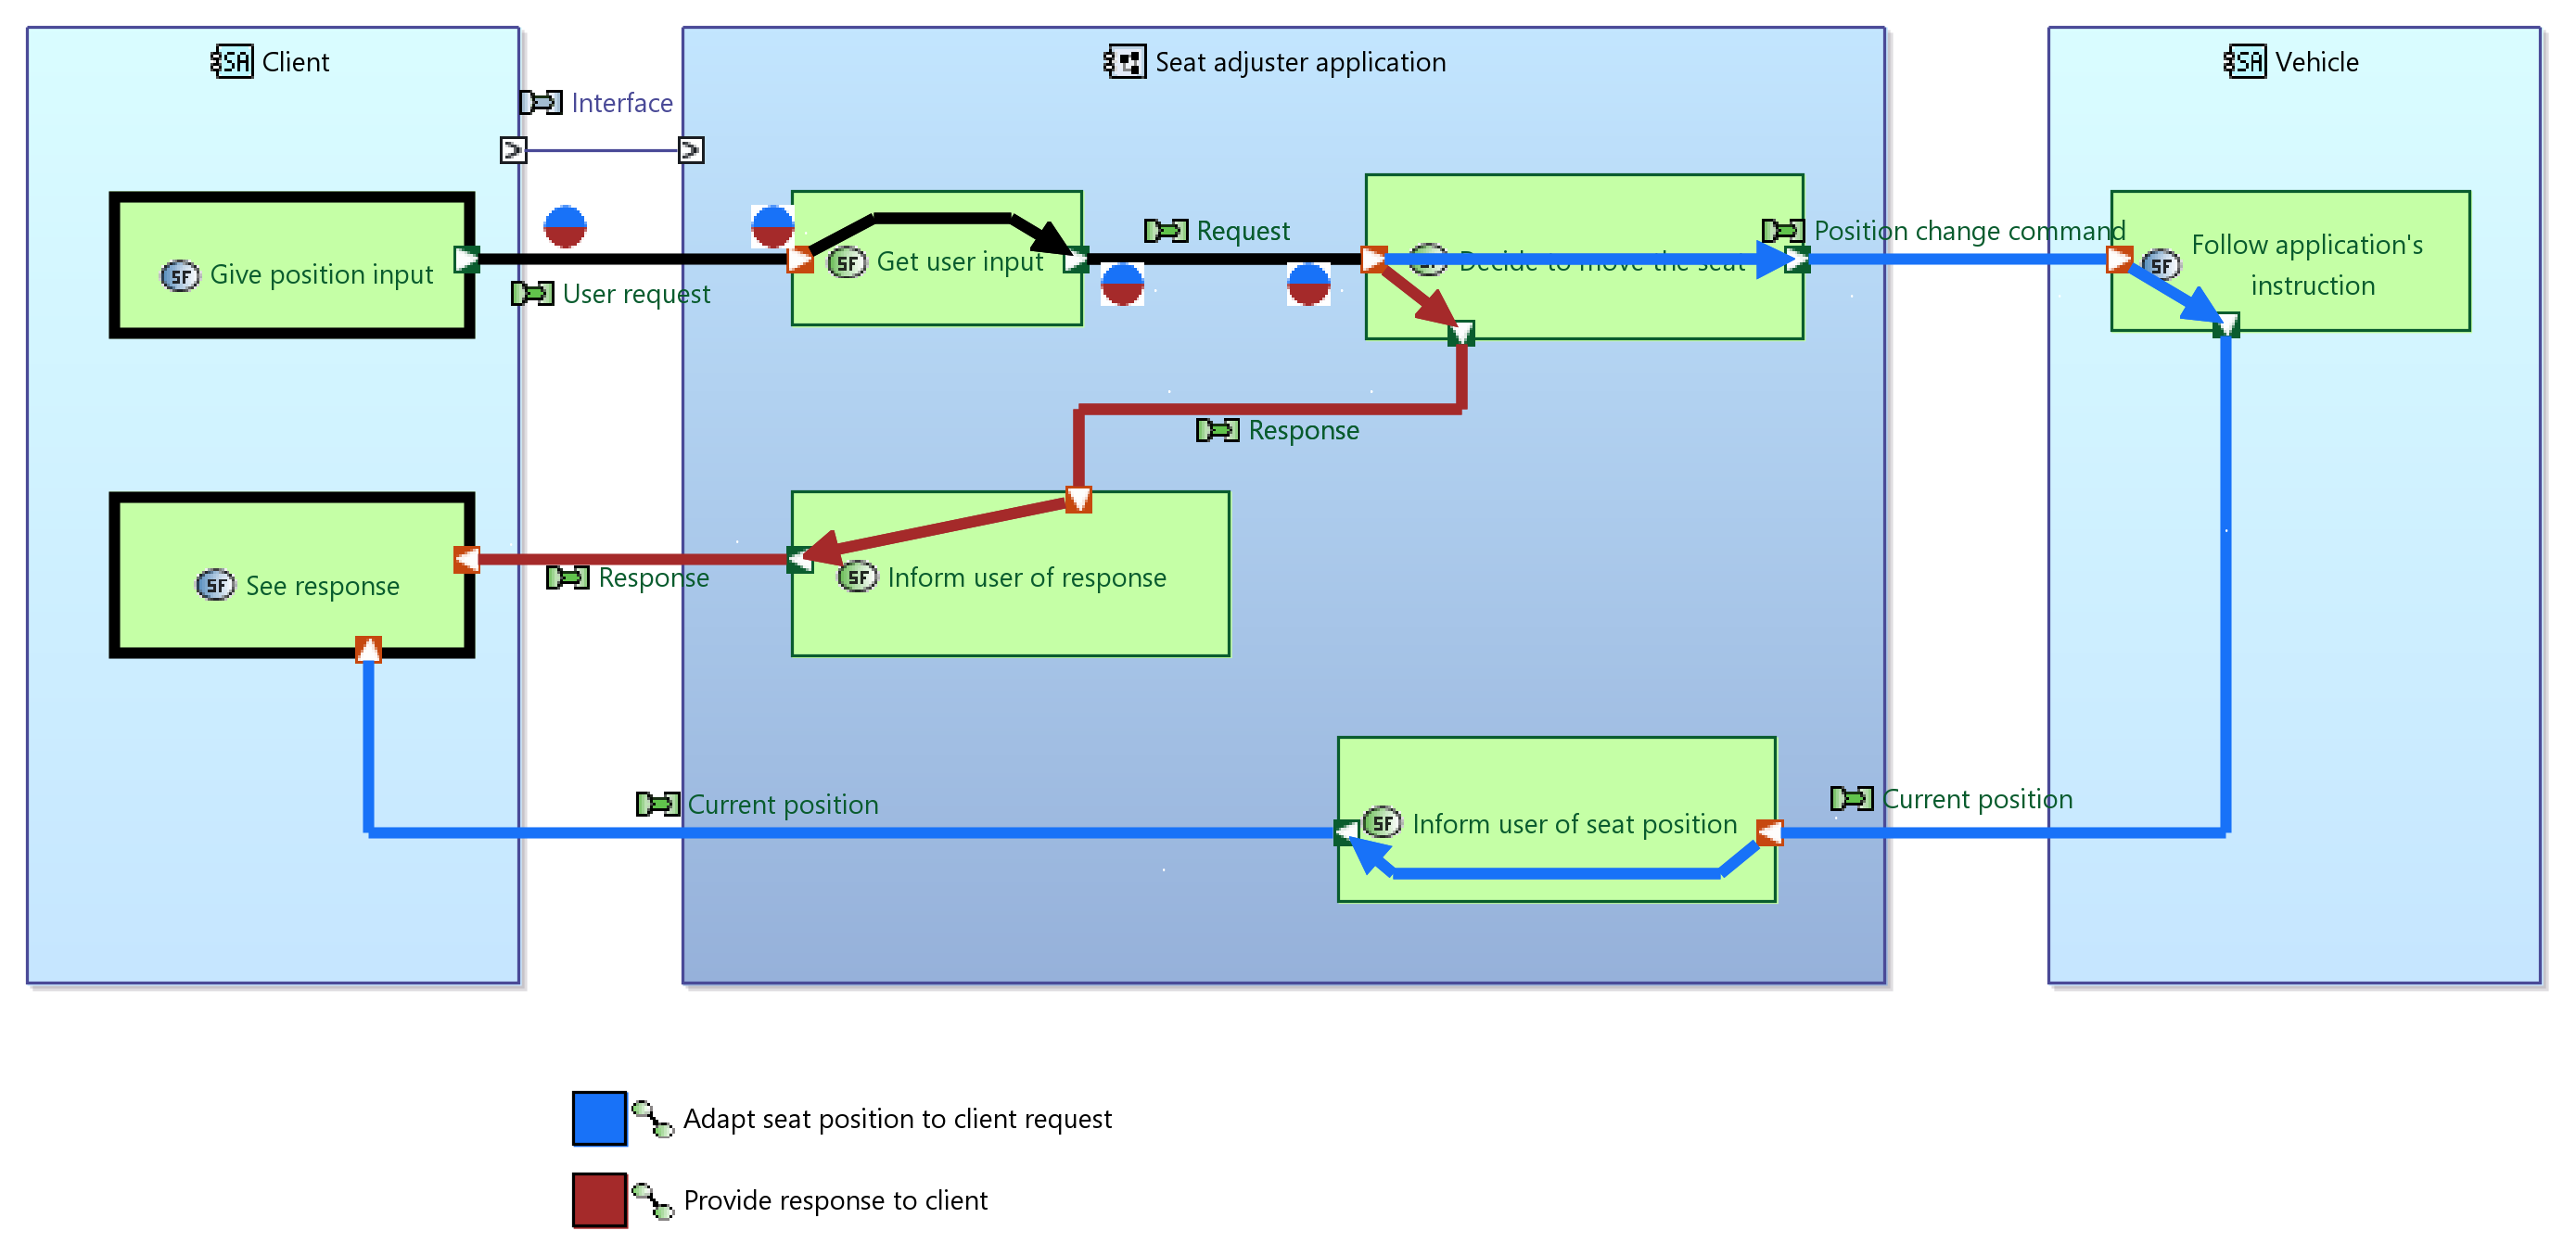 SA Client
Seat adjuster application
SA Vehicle
Interface
SF Give position input
User request
SF Get user input
Request
SF Decide to move the seat
Position change command
SF Follow application's
instruction
Response
SF See response
Response
SF Inform user of response
Current position
SF Inform user of seat position
Current position
Adapt seat position to client request
Provide response to client